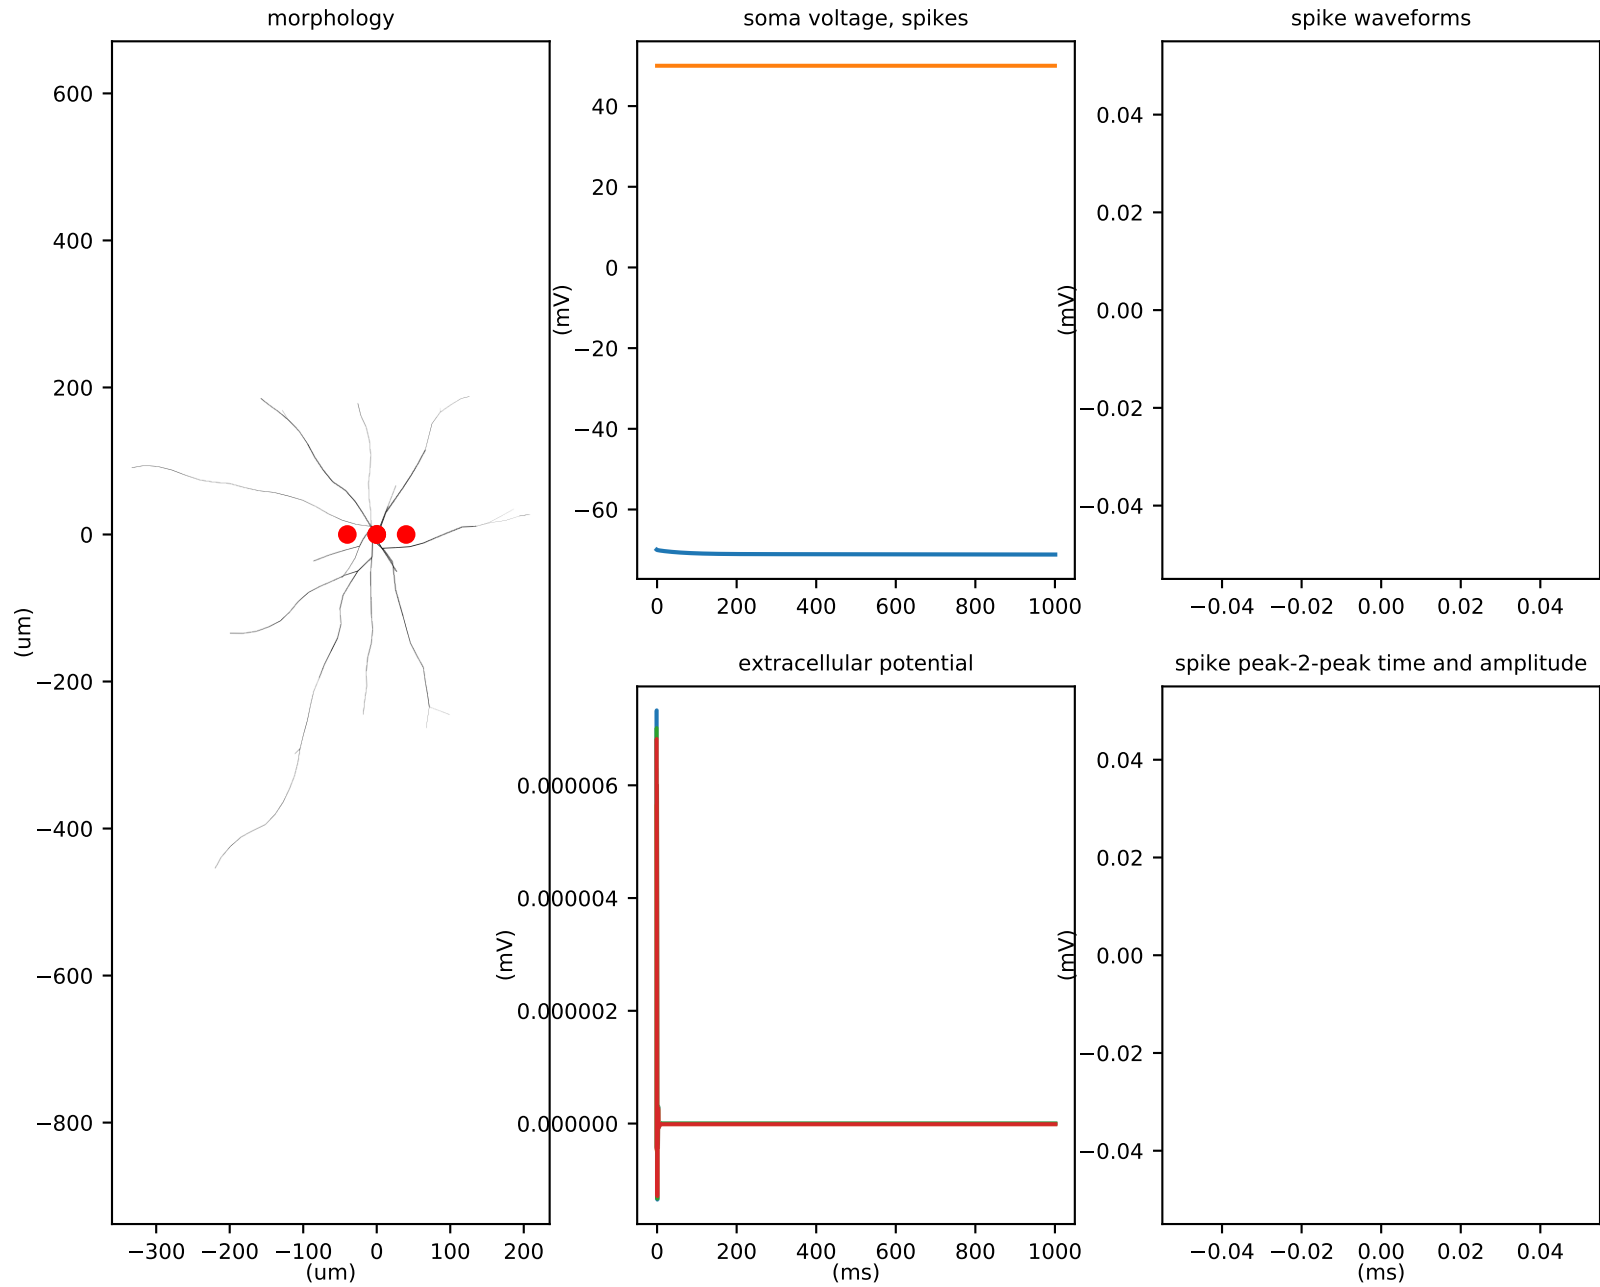 morphology
600
400
200
0
−200
−400
−600
−800
(um)
−300 −200 −100 0 100 200
(um)
soma voltage, spikes
40
20
0
−20
−40
−60
(mV)
0 200 400 600 800 1000
spike waveforms
0.04
0.02
0.00
−0.02
−0.04
(mV)
−0.04 −0.02 0.00 0.02 0.04
extracellular potential
0.000006
0.000004
0.000002
0.000000
(mV)
0 200 400 600 800 1000
(ms)
spike peak-2-peak time and amplitude
0.04
0.02
0.00
−0.02
−0.04
(mV)
−0.04 −0.02 0.00 0.02 0.04
(ms)